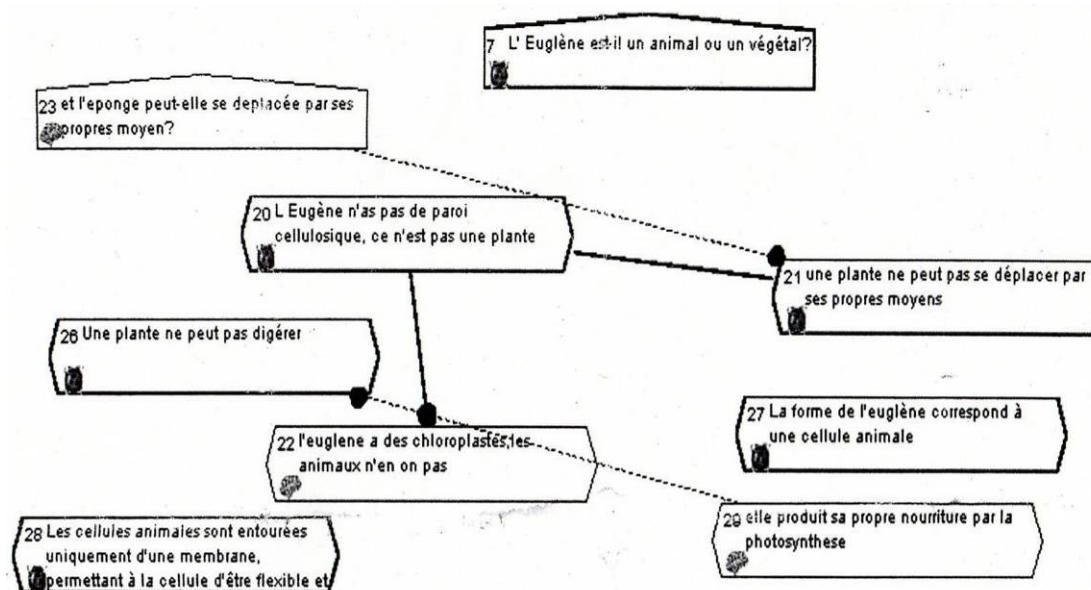 7 L' Euglène est-il un animal ou un végétal?
23 et l'eponge peut-elle se deplacée par ses
propres moyen?
20 L Eugène n'as pas de paroi
cellulosique, ce n'est pas une plante
21 une plante ne peut pas se déplacer par
ses propres moyens
26 Une plante ne peut pas digérer
27 La forme de l'euglène correspond à
une cellule animale
22 l'euglene a des chloroplastes,les
animaux n'en on pas
29 elle produit sa propre nourriture par la
photosynthese
28 Les cellules animales sont entourées
uniquement d'une membrane,
permettant à la cellule d'être flexible et